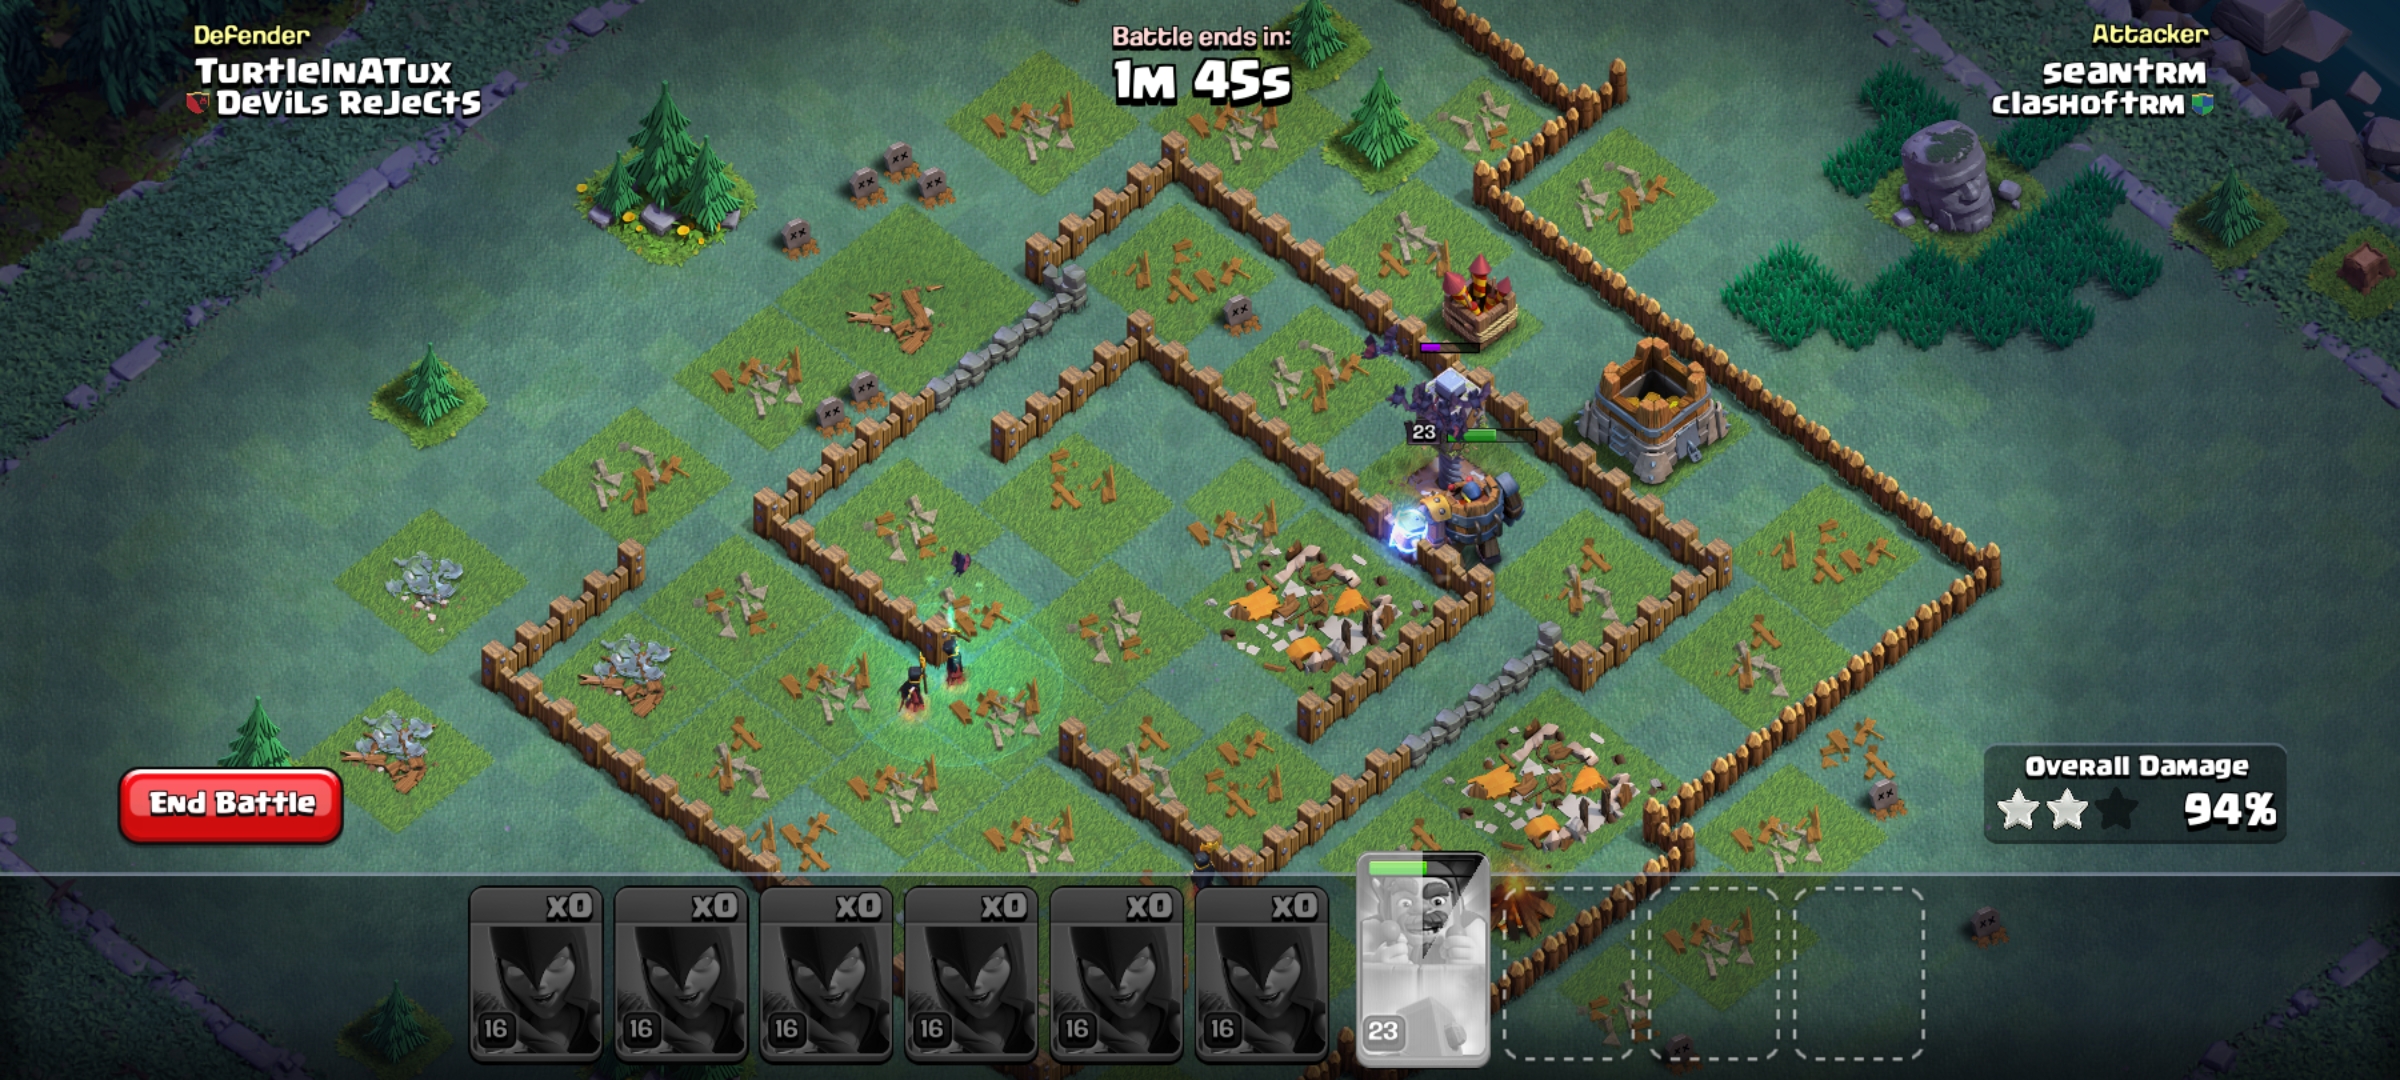 Defender
TurtleInATux
DeViLs ReJeCtS
Battle ends in:
1M 45s
Attacker
seantRM
clashoftRM
23
End Battle
Overall Damage
94%
x0
x0
x0
x0
x0
x0
16
16
16
16
16
16
23